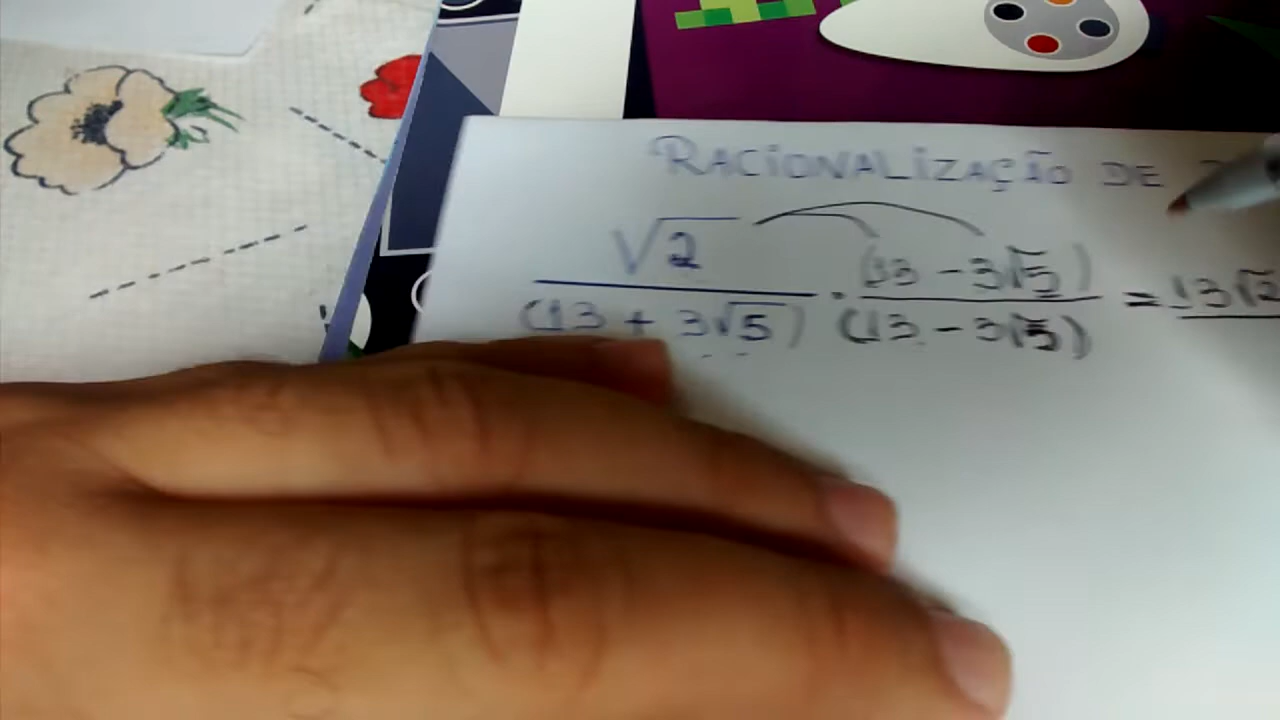 RACIONALIZAÇÃO DE
√2 (13 - 3√5)
(13 + 3√5) · (13 - 3√5) = 13√2